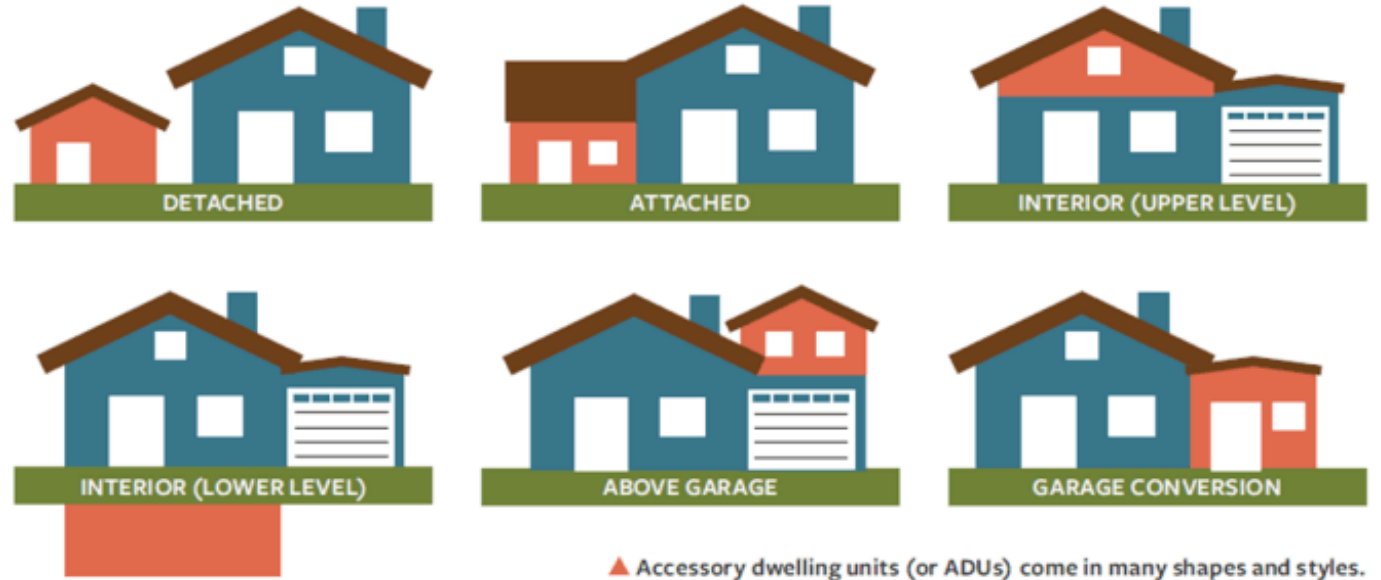 DETACHED
ATTACHED
INTERIOR (UPPER LEVEL)
INTERIOR (LOWER LEVEL)
ABOVE GARAGE
GARAGE CONVERSION
▲ Accessory dwelling units (or ADUs) come in many shapes and styles.